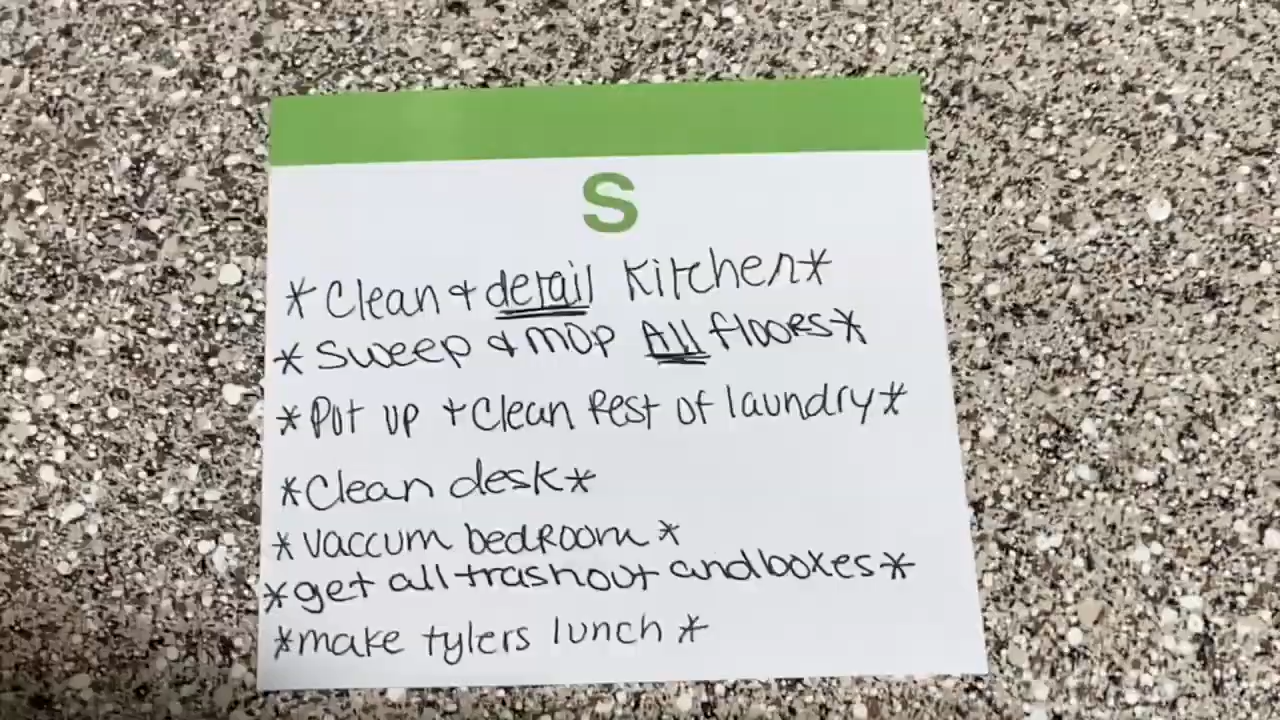 S
*Clean & detail kitchen*
*Sweep & mop All floors*
*Put up + Clean Rest of laundry*
*Clean desk*
*vaccum bedroom*
*get all trash out and boxes*
*make tylers lunch*